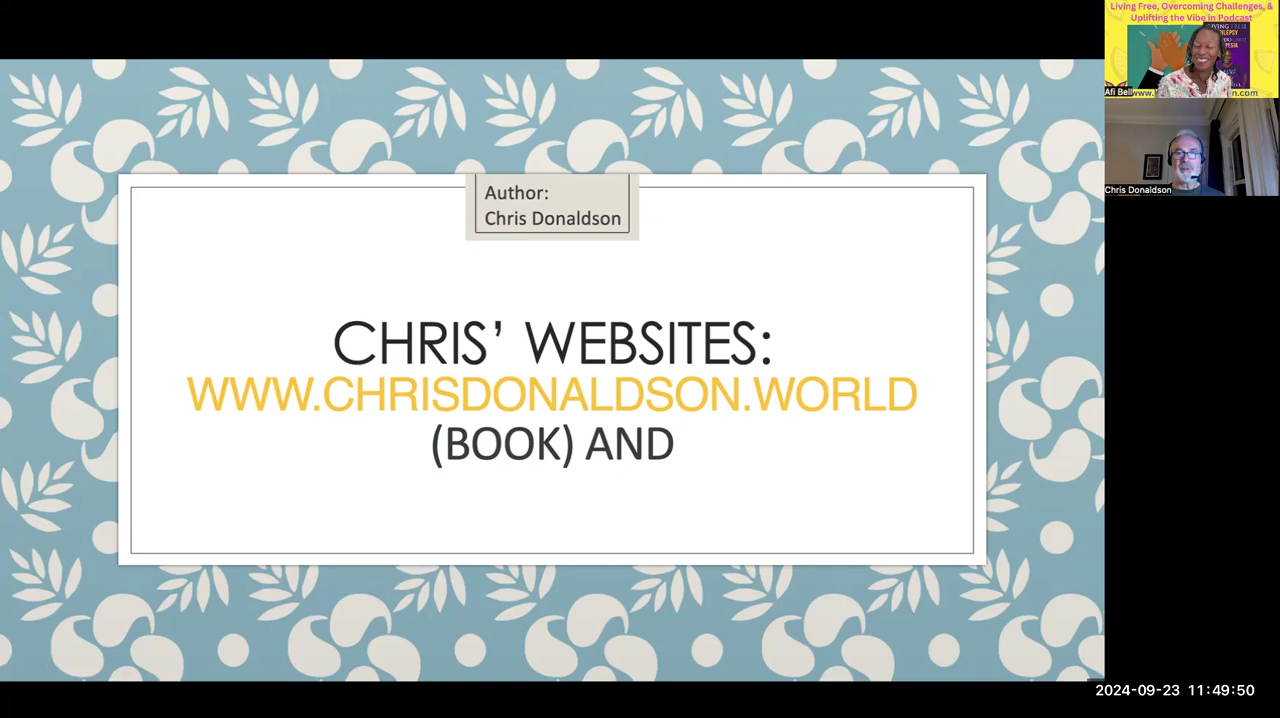 Living Free, Overcoming Challenges, &
Uplifting the Vibe in Podcast
Afi Bell
Chris Donaldson
Author:
Chris Donaldson
CHRIS' WEBSITES:
WWW.CHRISDONALDSON.WORLD
(BOOK) AND
2024-09-23 11:49:50